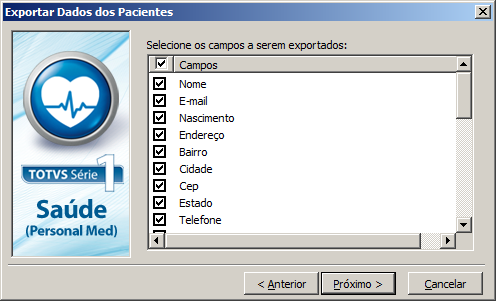 Exportar Dados dos Pacientes
Selecione os campos a serem exportados:
Campos
Nome
E-mail
Nascimento
Endereço
Bairro
Cidade
Cep
Estado
Telefone
TOTVS Série 1
Saúde
(Personal Med)
< Anterior
Próximo >
Cancelar